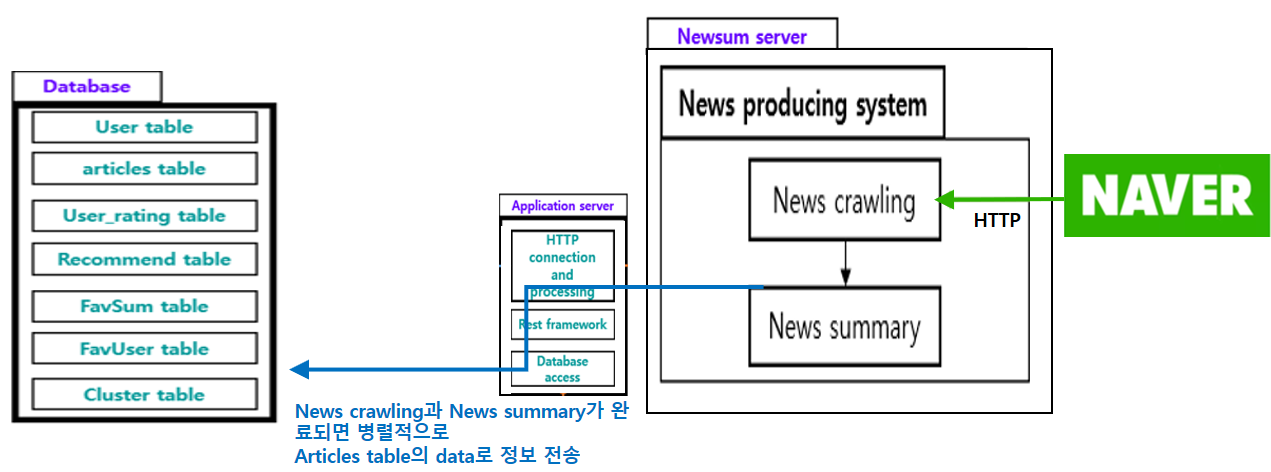 Database
User table
articles table
User_rating table
Recommend table
FavSum table
FavUser table
Cluster table
Application server
HTTP
connection
and
processing
Rest framework
Database
access
Newsum server
News producing system
News crawling
News summary
HTTP
NAVER
News crawling과 News summary가 완
료되면 병렬적으로
Articles table의 data로 정보 전송